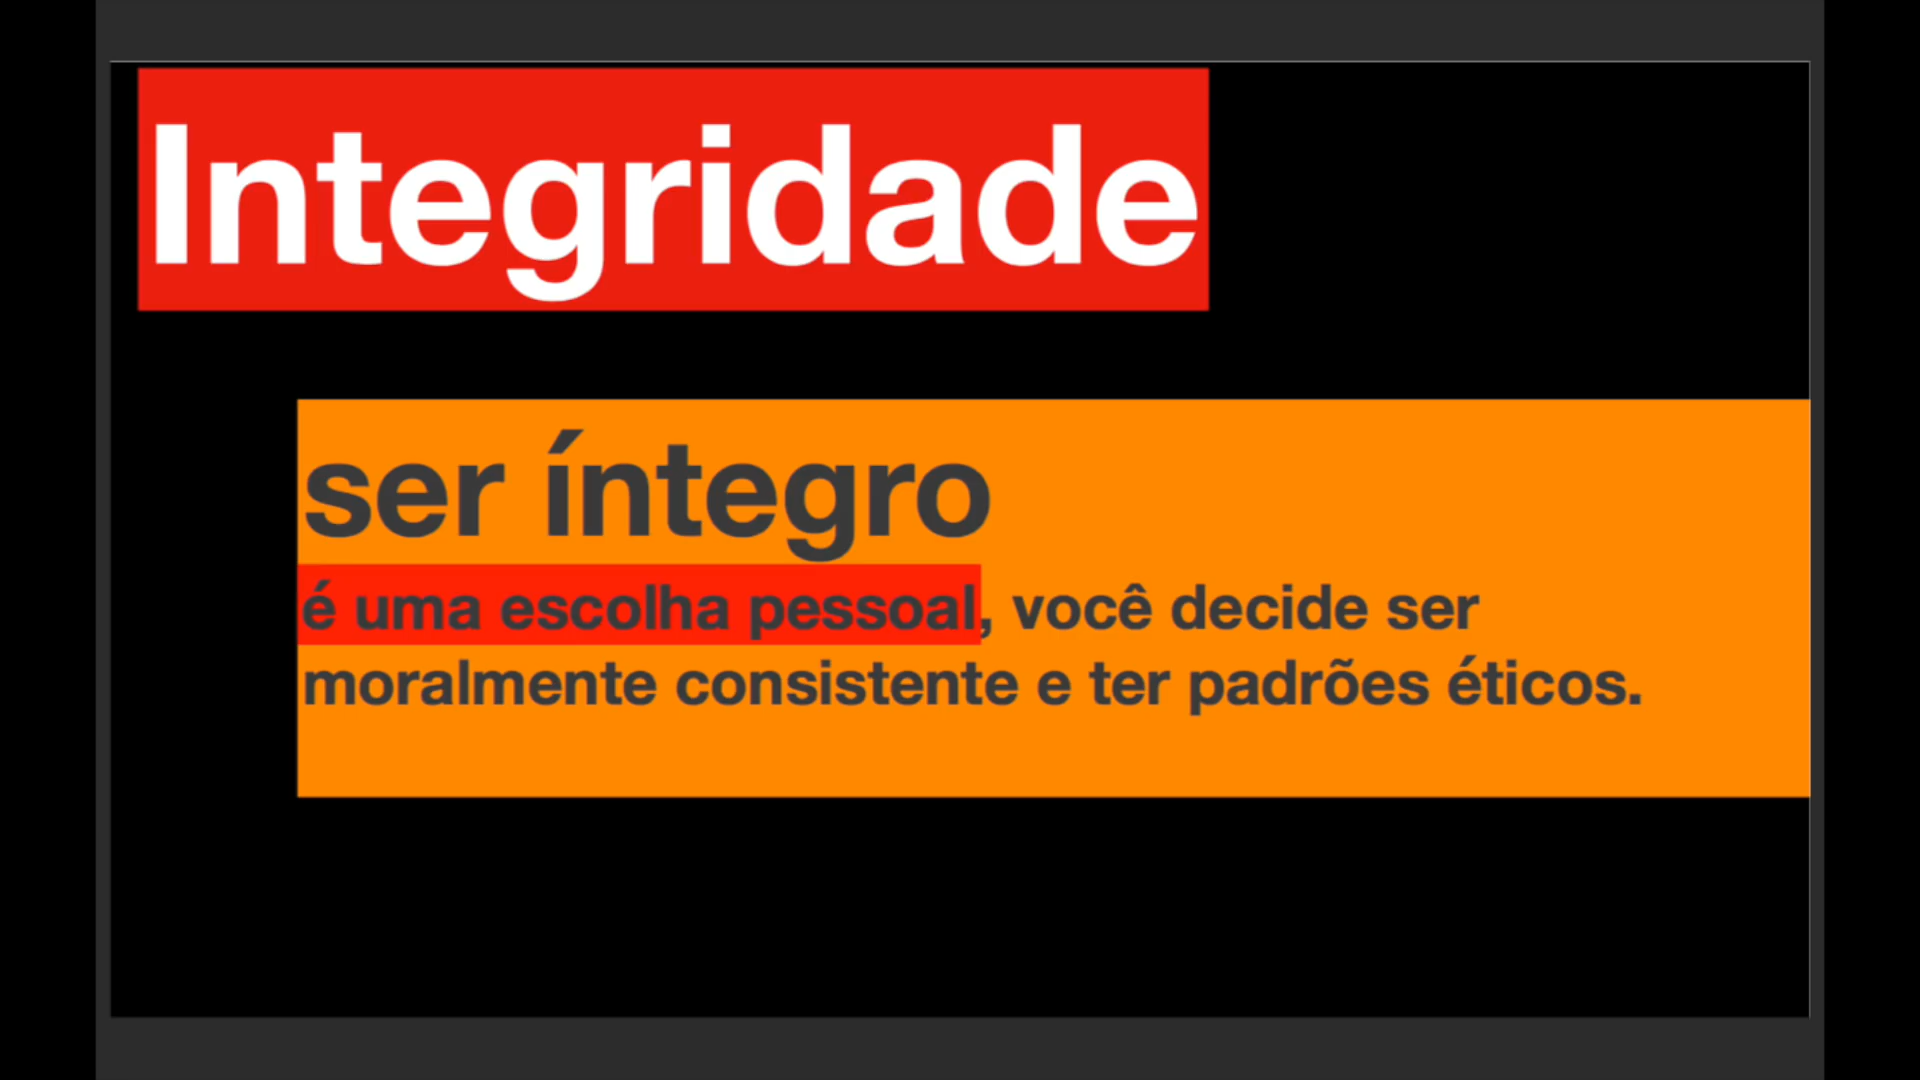 Integridade
ser íntegro
é uma escolha pessoal, você decide ser
moralmente consistente e ter padrões éticos.